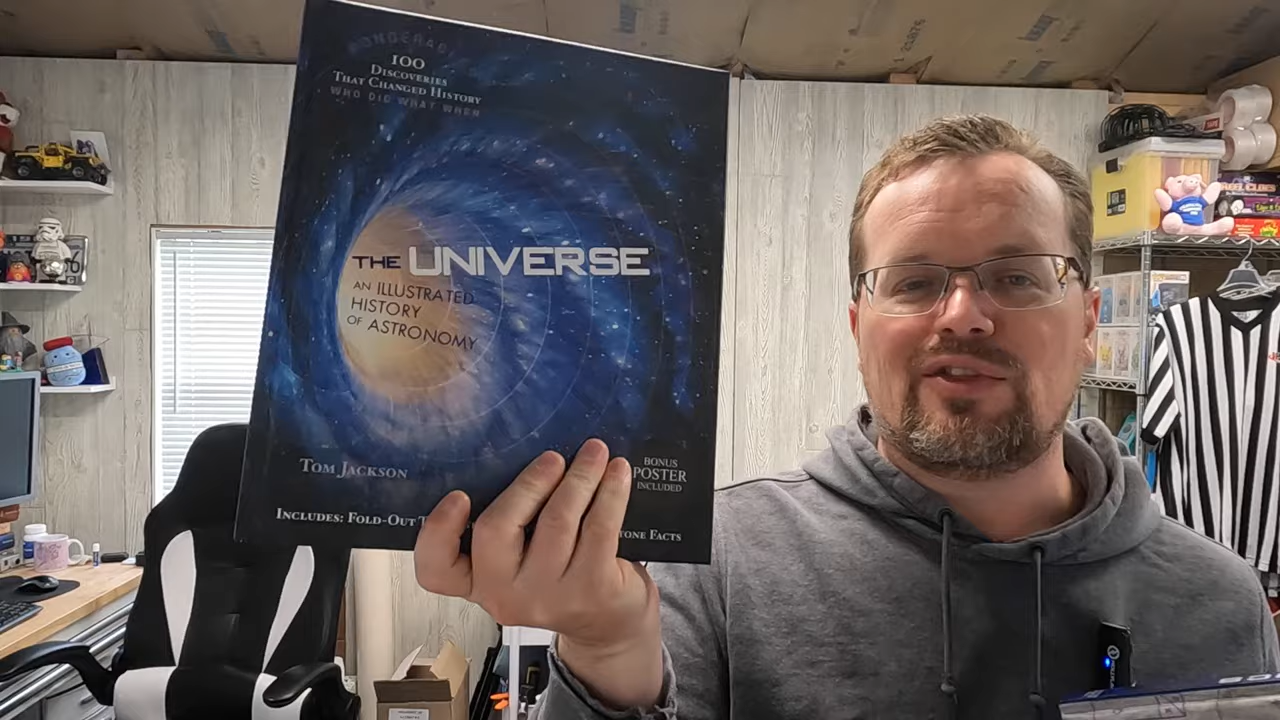 PONDERABLES
100
DISCOVERIES
THAT CHANGED HISTORY
WHO DID WHAT WHEN
THE UNIVERSE
AN ILLUSTRATED
HISTORY
OF ASTRONOMY
TOM JACKSON
BONUS
POSTER
INCLUDED
INCLUDES: FOLD-OUT
FACTS